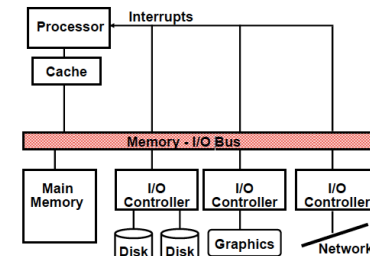 Interrupts
Processor
Cache
Memory - I/O Bus
Main
Memory
I/O
Controller
I/O
Controller
I/O
Controller
Disk
Disk
Graphics
Network